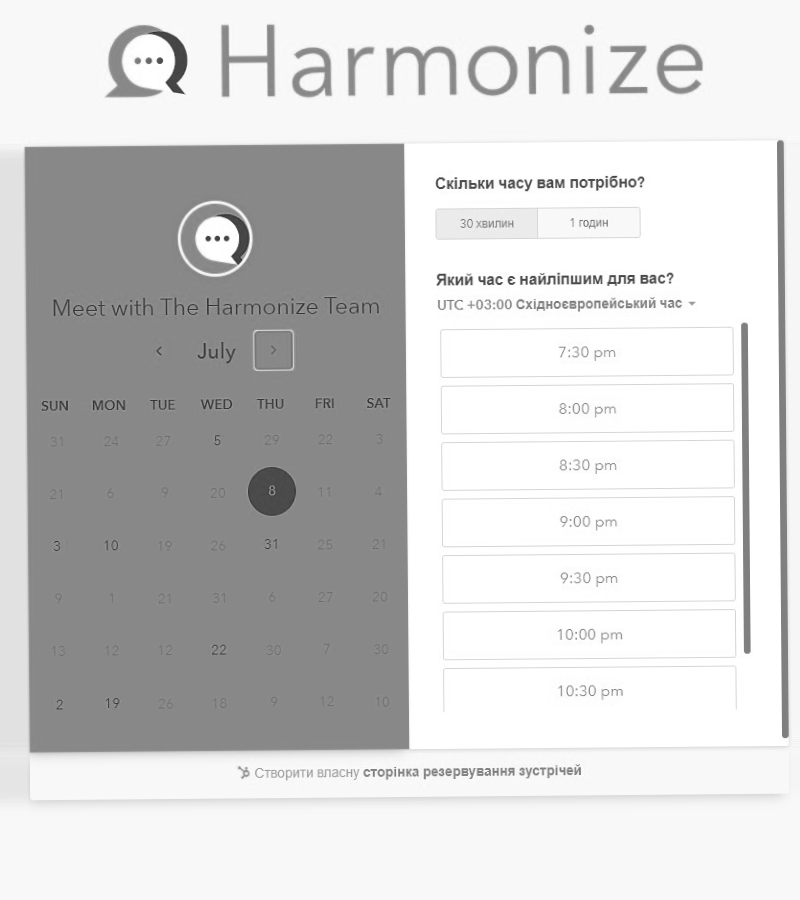 Harmonize
Meet with The Harmonize Team
July
SUN MON TUE WED THU FRI SAT
31 24 27 5 29 22 3
21 6 9 20 8 11 4
3 10 19 26 31 25 21
9 1 21 31 6 27 20
13 12 12 22 30 7 30
2 19 26 18 9 12 10
Скільки часу вам потрібно?
30 хвилин 1 годин
Який час є найліпшим для вас?
UTC +03:00 Східноєвропейський час
7:30 pm
8:00 pm
8:30 pm
9:00 pm
9:30 pm
10:00 pm
10:30 pm
Створити власну сторінка резервування зустрічей